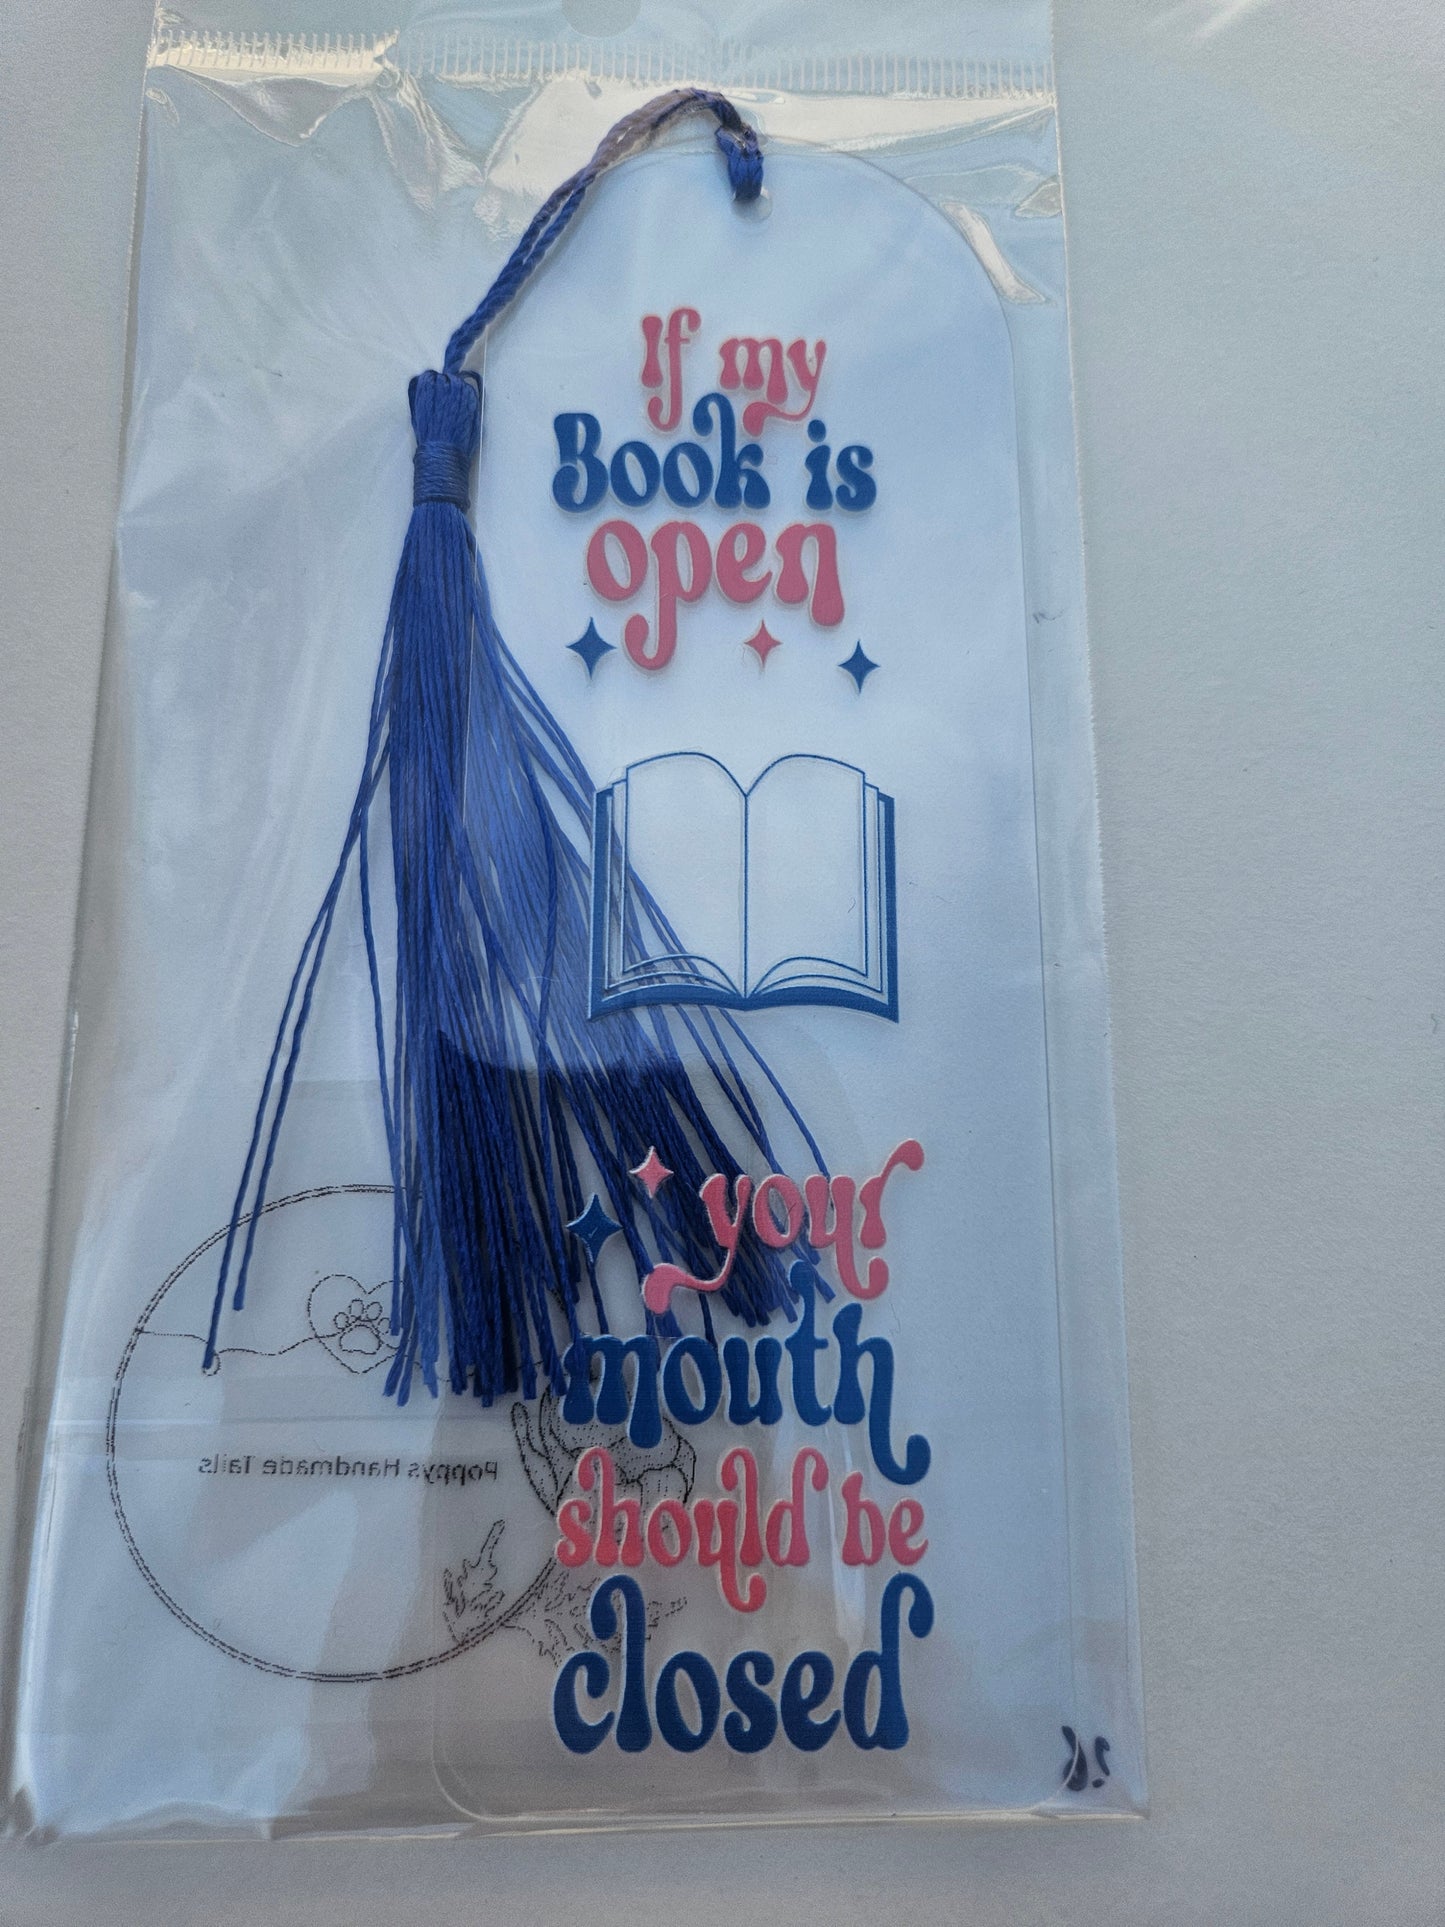 If my
Book is
open
your
mouth
should be
closed
Poppys Handmade Tails